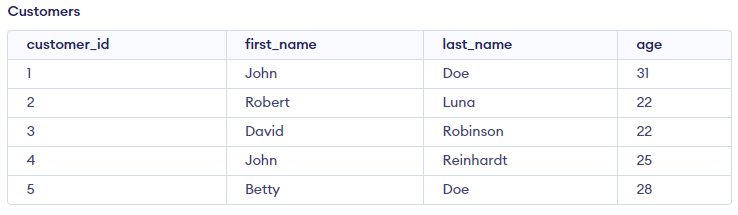 Customers
customer_id first_name last_name age
1 John Doe 31
2 Robert Luna 22
3 David Robinson 22
4 John Reinhardt 25
5 Betty Doe 28